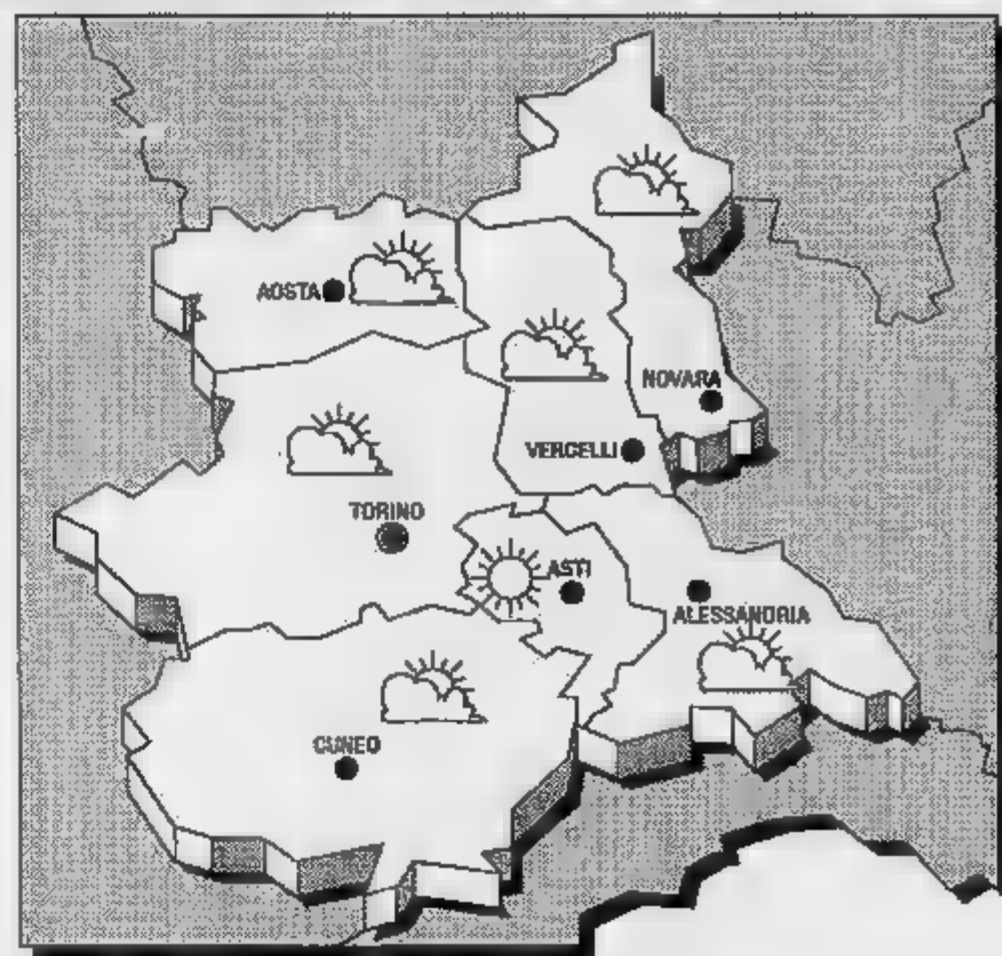 AOSTA
NOVARA
VERCELLI
TORINO
ASTI
ALESSANDRIA
CUNEO